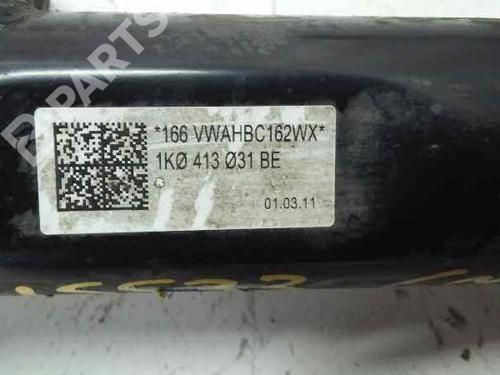 B PARTS
*166 VWAHBC162WX*
1KØ 413 Ø31 BE
01.03.11